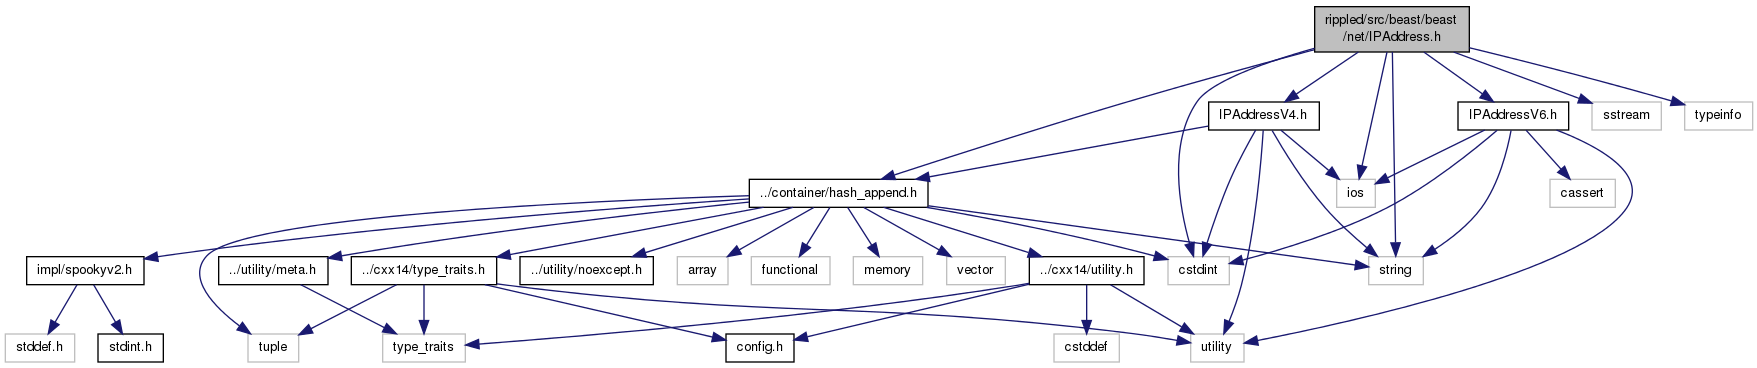 rippled/src/beast/beast
/net/IPAddress.h
IPAddressV4.h
IPAddressV6.h
sstream
typeinfo
../container/hash_append.h
ios
cassert
impl/spookyv2.h
../utility/meta.h
../cxx14/type_traits.h
../utility/noexcept.h
array
functional
memory
vector
../cxx14/utility.h
cstdint
string
stddef.h
stdint.h
tuple
type_traits
config.h
cstddef
utility